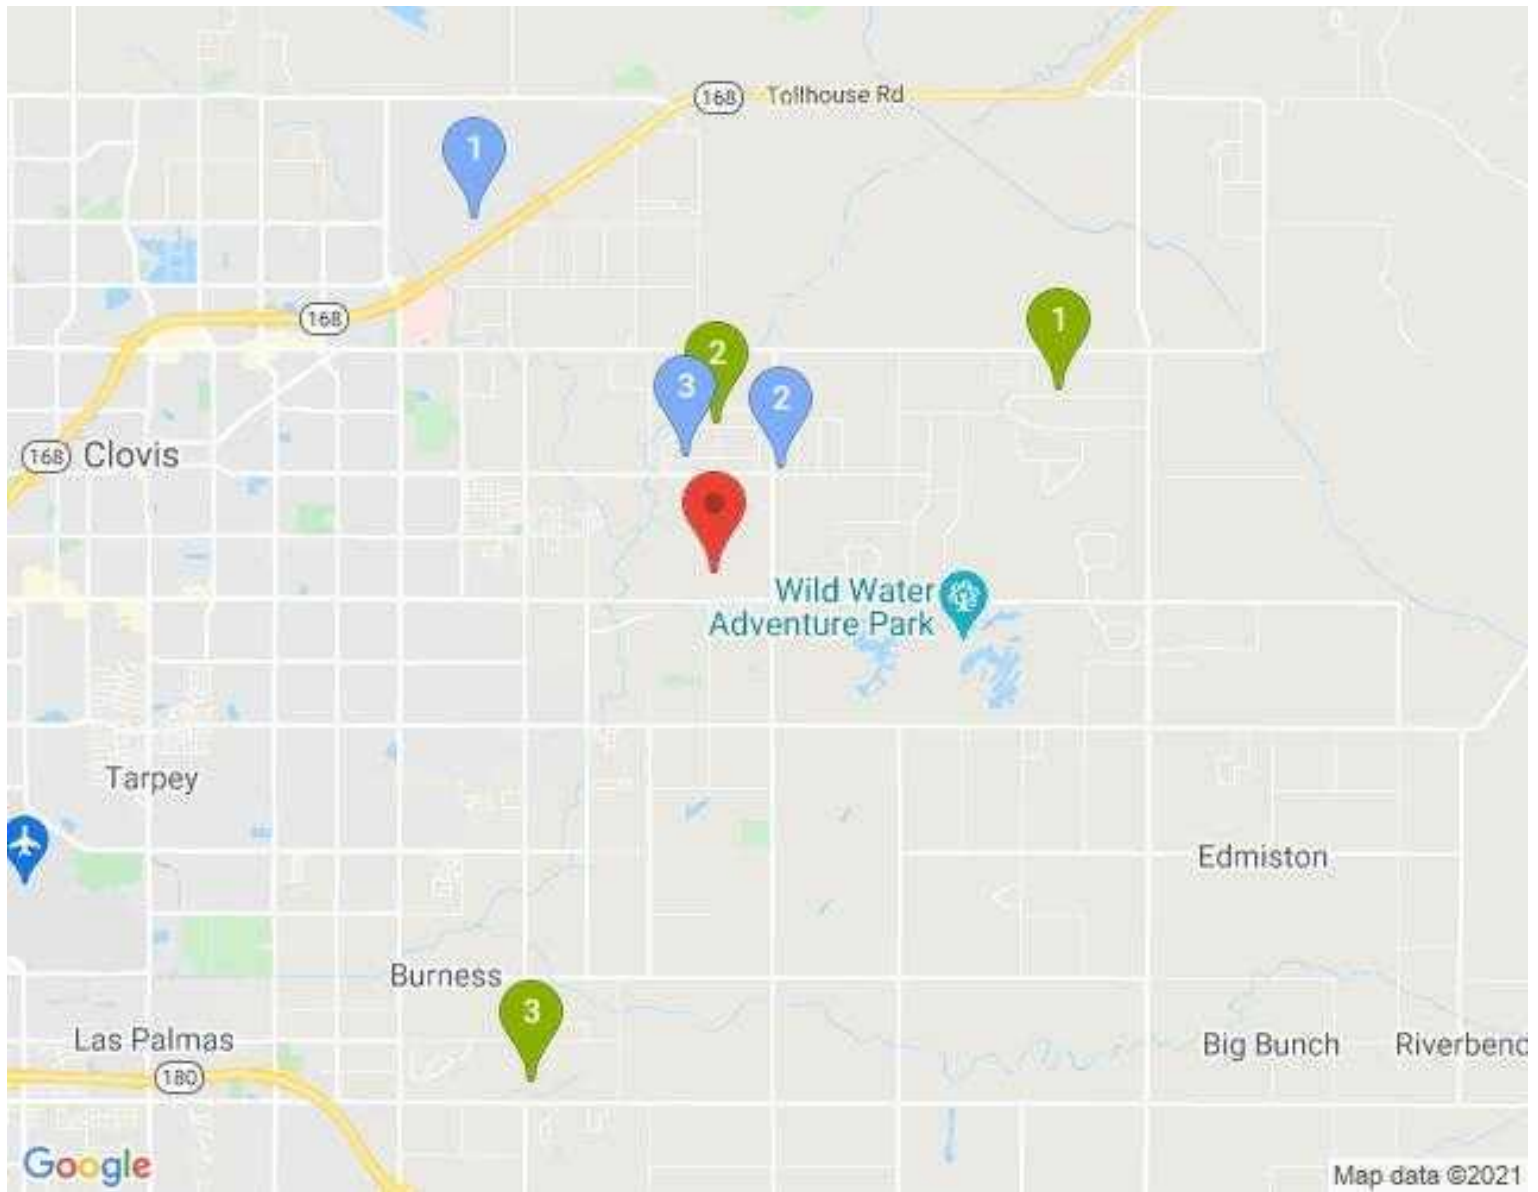 168
Tollhouse Rd
1
168
1
2
3
2
168
Clovis
Wild Water
Adventure Park
Tarpey
Edmiston
Burness
3
Las Palmas
180
Big Bunch
Riverbend
Google
Map data ©2021